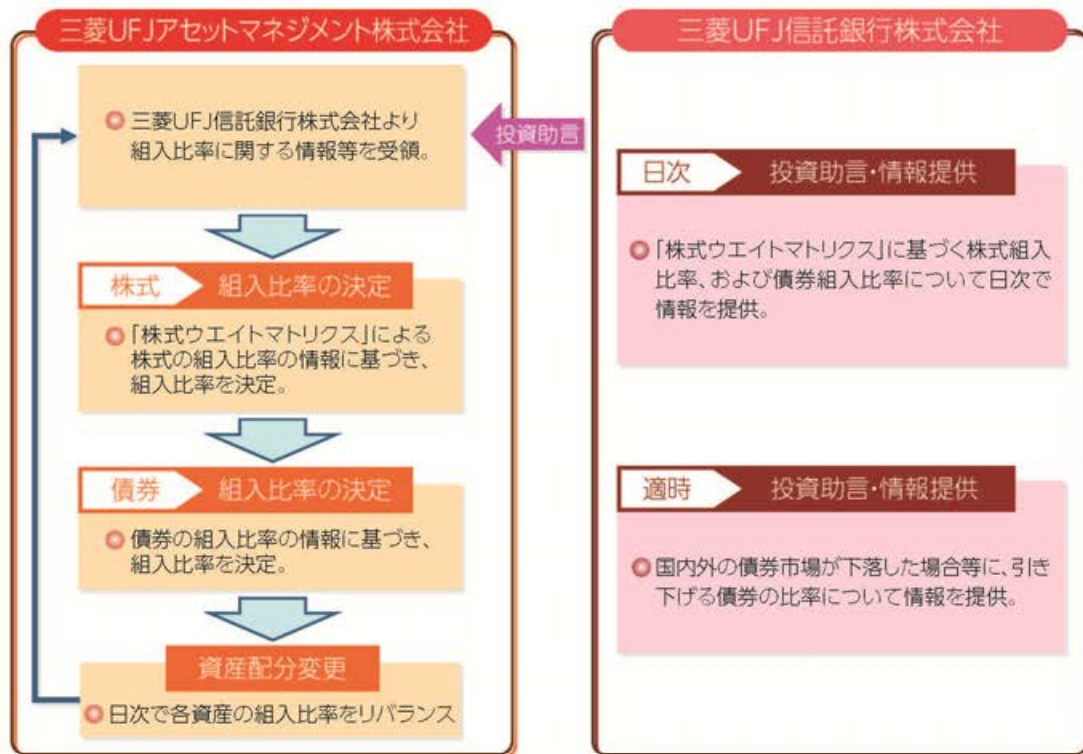 三菱UFJアセットマネジメント株式会社
◎ 三菱UFJ信託銀行株式会社より
組入比率に関する情報等を受領。
株式 組入比率の決定
◎ 「株式ウエイトマトリクス」による
株式の組入比率の情報に基づき、
組入比率を決定。
債券 組入比率の決定
◎ 債券の組入比率の情報に基づき、
組入比率を決定。
資産配分変更
◎ 日次で各資産の組入比率をリバランス
投資助言
三菱UFJ信託銀行株式会社
日次 投資助言・情報提供
◎ 「株式ウエイトマトリクス」に基づく株式組入
比率、および債券組入比率について日次で
情報を提供。
適時 投資助言・情報提供
◎ 国内外の債券市場が下落した場合等に、引き
下げる債券の比率について情報を提供。